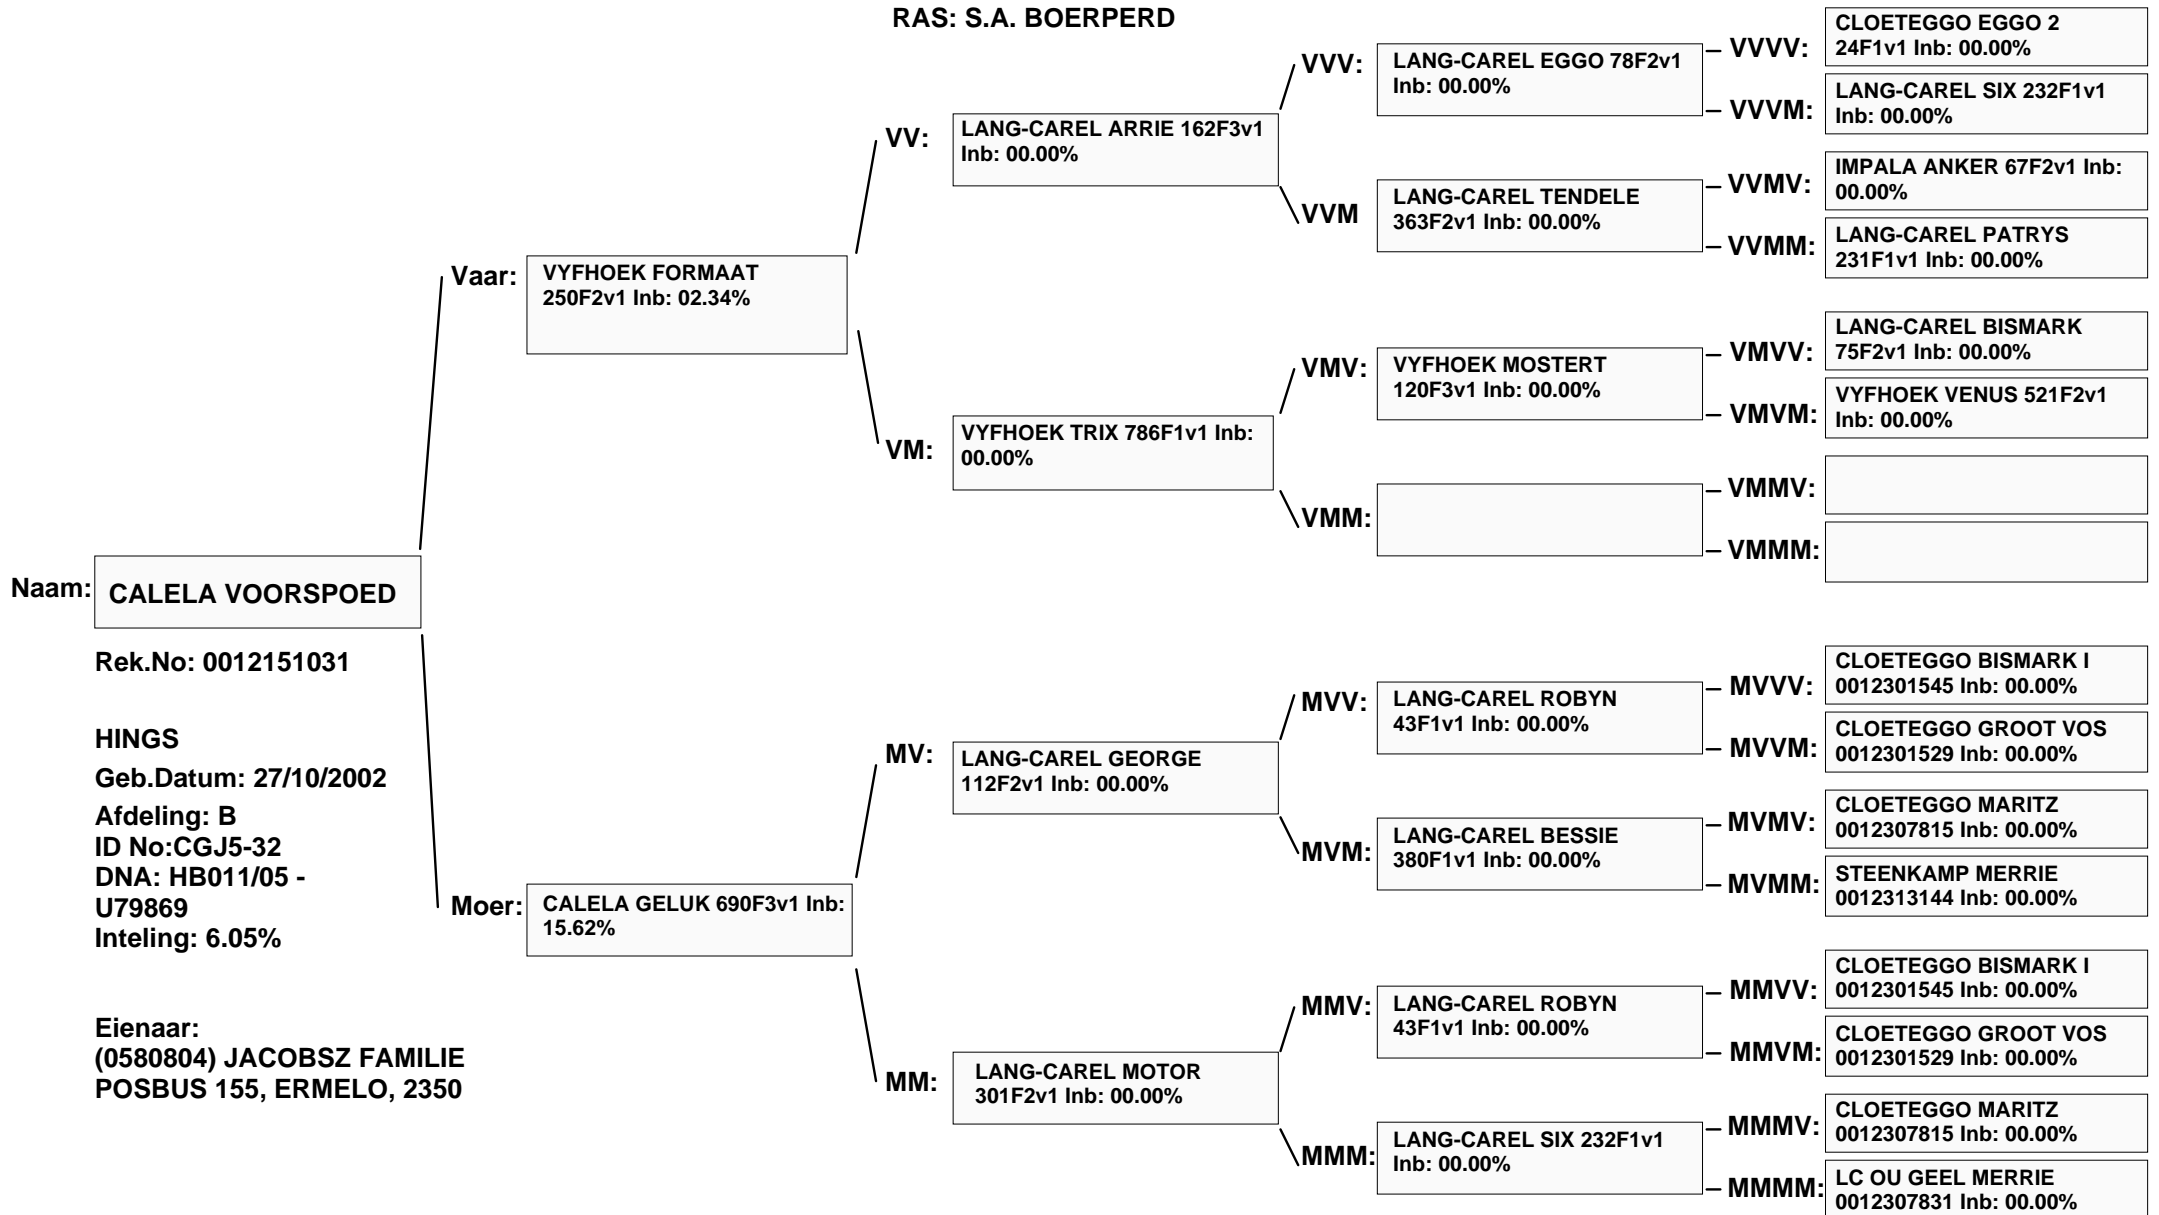 RAS: S.A. BOERPERD
Naam:
CALELA VOORSPOED
Rek.No: 0012151031
HINGS
Geb.Datum: 27/10/2002
Afdeling: B
ID No:CGJ5-32
DNA: HB011/05 -
U79869
Inteling: 6.05%
Eienaar:
(0580804) JACOBSZ FAMILIE
POSBUS 155, ERMELO, 2350
Vaar:
VYFHOEK FORMAAT
250F2v1 Inb: 02.34%
Moer:
CALELA GELUK 690F3v1 Inb:
15.62%
VV:
LANG-CAREL ARRIE 162F3v1
Inb: 00.00%
VM:
VYFHOEK TRIX 786F1v1 Inb:
00.00%
MV:
LANG-CAREL GEORGE
112F2v1 Inb: 00.00%
MM:
LANG-CAREL MOTOR
301F2v1 Inb: 00.00%
VVV:
LANG-CAREL EGGO 78F2v1
Inb: 00.00%
VVM
LANG-CAREL TENDELE
363F2v1 Inb: 00.00%
VMV:
VYFHOEK MOSTERT
120F3v1 Inb: 00.00%
VMM:
MVV:
LANG-CAREL ROBYN
43F1v1 Inb: 00.00%
MVM:
LANG-CAREL BESSIE
380F1v1 Inb: 00.00%
MMV:
LANG-CAREL ROBYN
43F1v1 Inb: 00.00%
MMM:
LANG-CAREL SIX 232F1v1
Inb: 00.00%
– VVVV:
CLOETEGGO EGGO 2
24F1v1 Inb: 00.00%
– VVVM:
LANG-CAREL SIX 232F1v1
Inb: 00.00%
– VVMV:
IMPALA ANKER 67F2v1 Inb:
00.00%
– VVMM:
LANG-CAREL PATRYS
231F1v1 Inb: 00.00%
– VMVV:
LANG-CAREL BISMARK
75F2v1 Inb: 00.00%
– VMVM:
VYFHOEK VENUS 521F2v1
Inb: 00.00%
– VMMV:
– VMMM:
– MVVV:
CLOETEGGO BISMARK I
0012301545 Inb: 00.00%
– MVVM:
CLOETEGGO GROOT VOS
0012301529 Inb: 00.00%
– MVMV:
CLOETEGGO MARITZ
0012307815 Inb: 00.00%
– MVMM:
STEENKAMP MERRIE
0012313144 Inb: 00.00%
– MMVV:
CLOETEGGO BISMARK I
0012301545 Inb: 00.00%
– MMVM:
CLOETEGGO GROOT VOS
0012301529 Inb: 00.00%
– MMMV:
CLOETEGGO MARITZ
0012307815 Inb: 00.00%
– MMMM:
LC OU GEEL MERRIE
0012307831 Inb: 00.00%